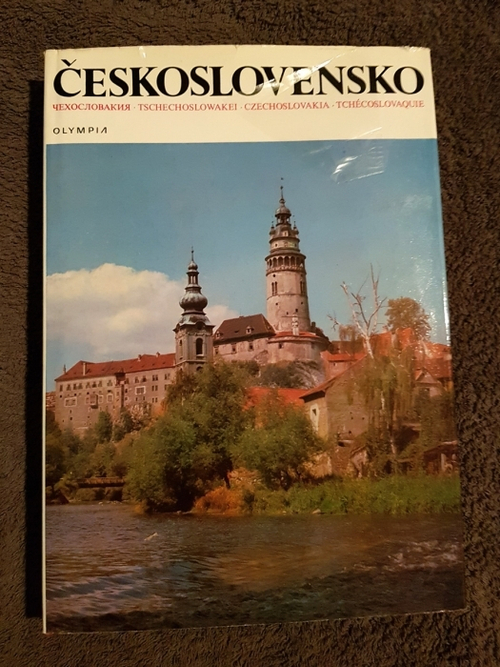 ČESKOSLOVENSKO
ЧЕХОСЛОВАКИЯ · TSCHECHOSLOWAKEI · CZECHOSLOVAKIA · TCHÉCOSLOVAQUIE
OLYMPIA